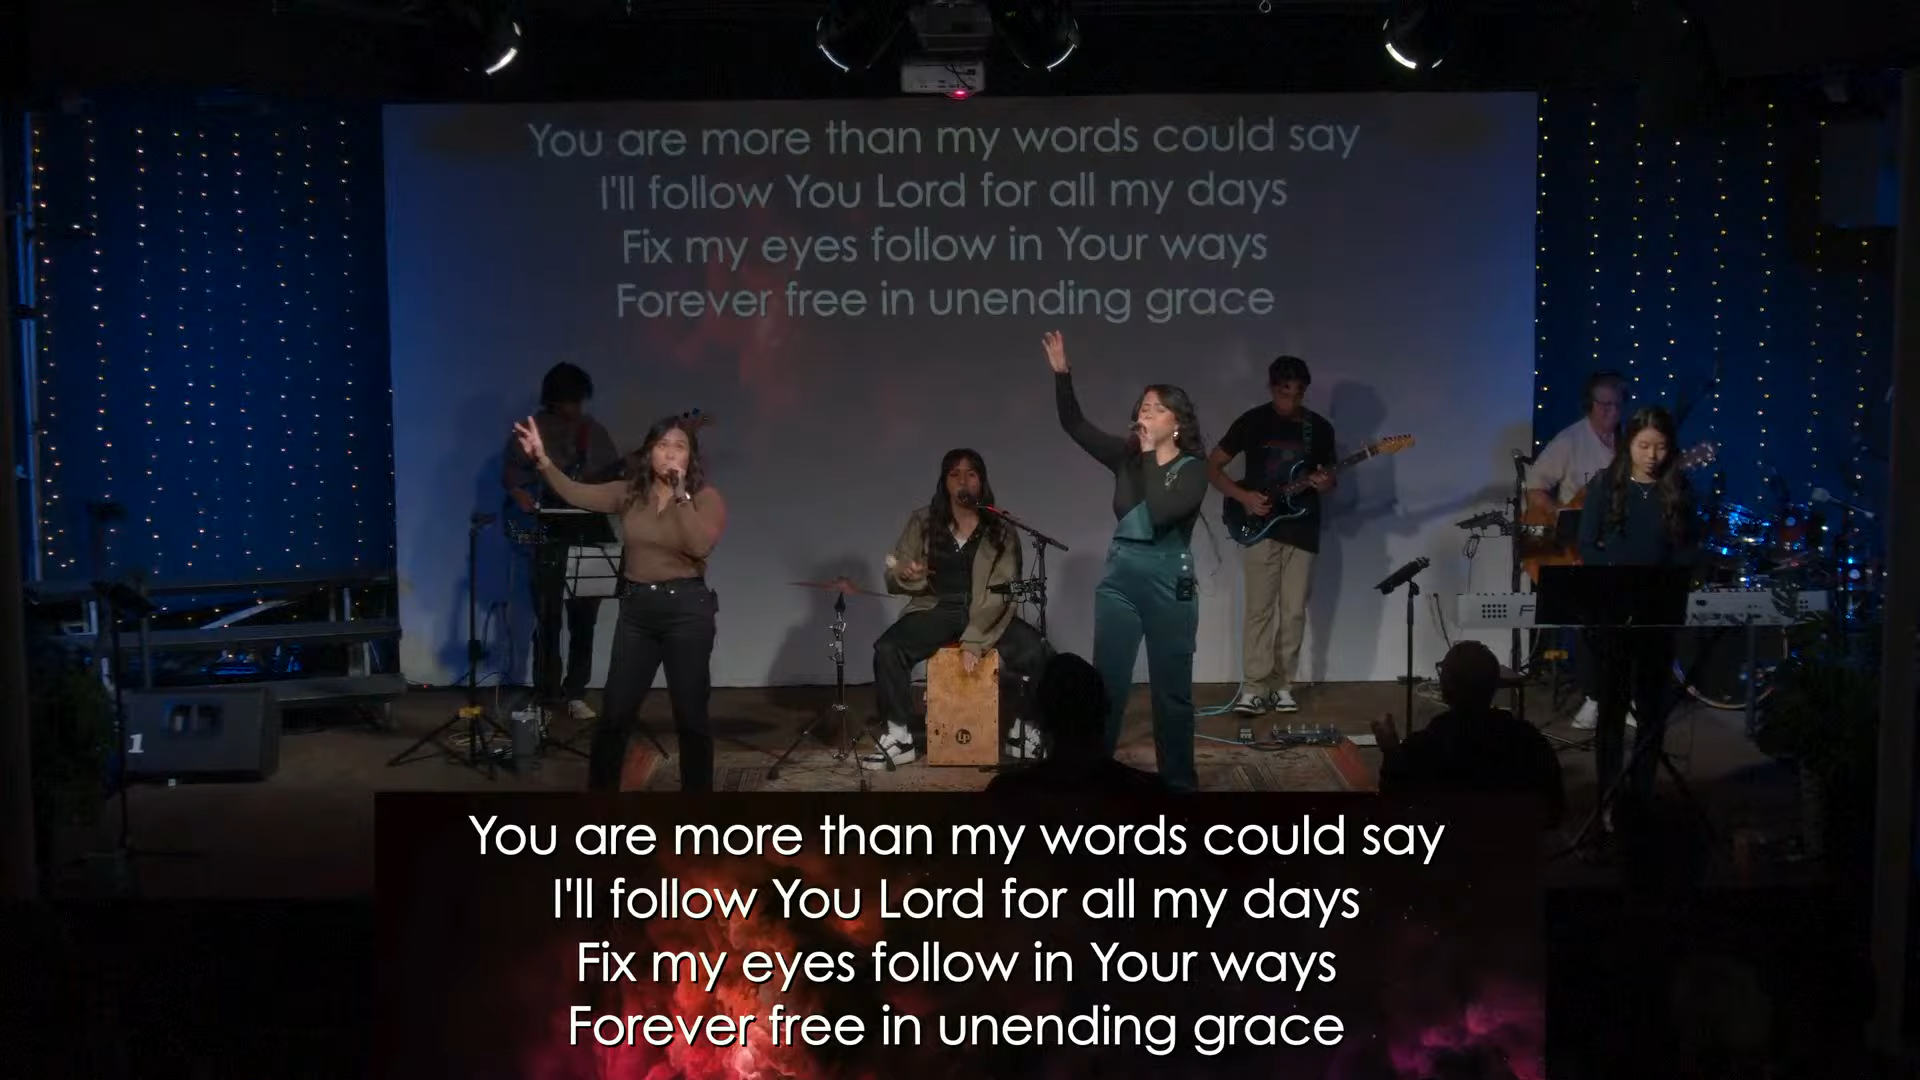 You are more than my words could say
I'll follow You Lord for all my days
Fix my eyes follow in Your ways
Forever free in unending grace
LP
1
You are more than my words could say
I'll follow You Lord for all my days
Fix my eyes follow in Your ways
Forever free in unending grace